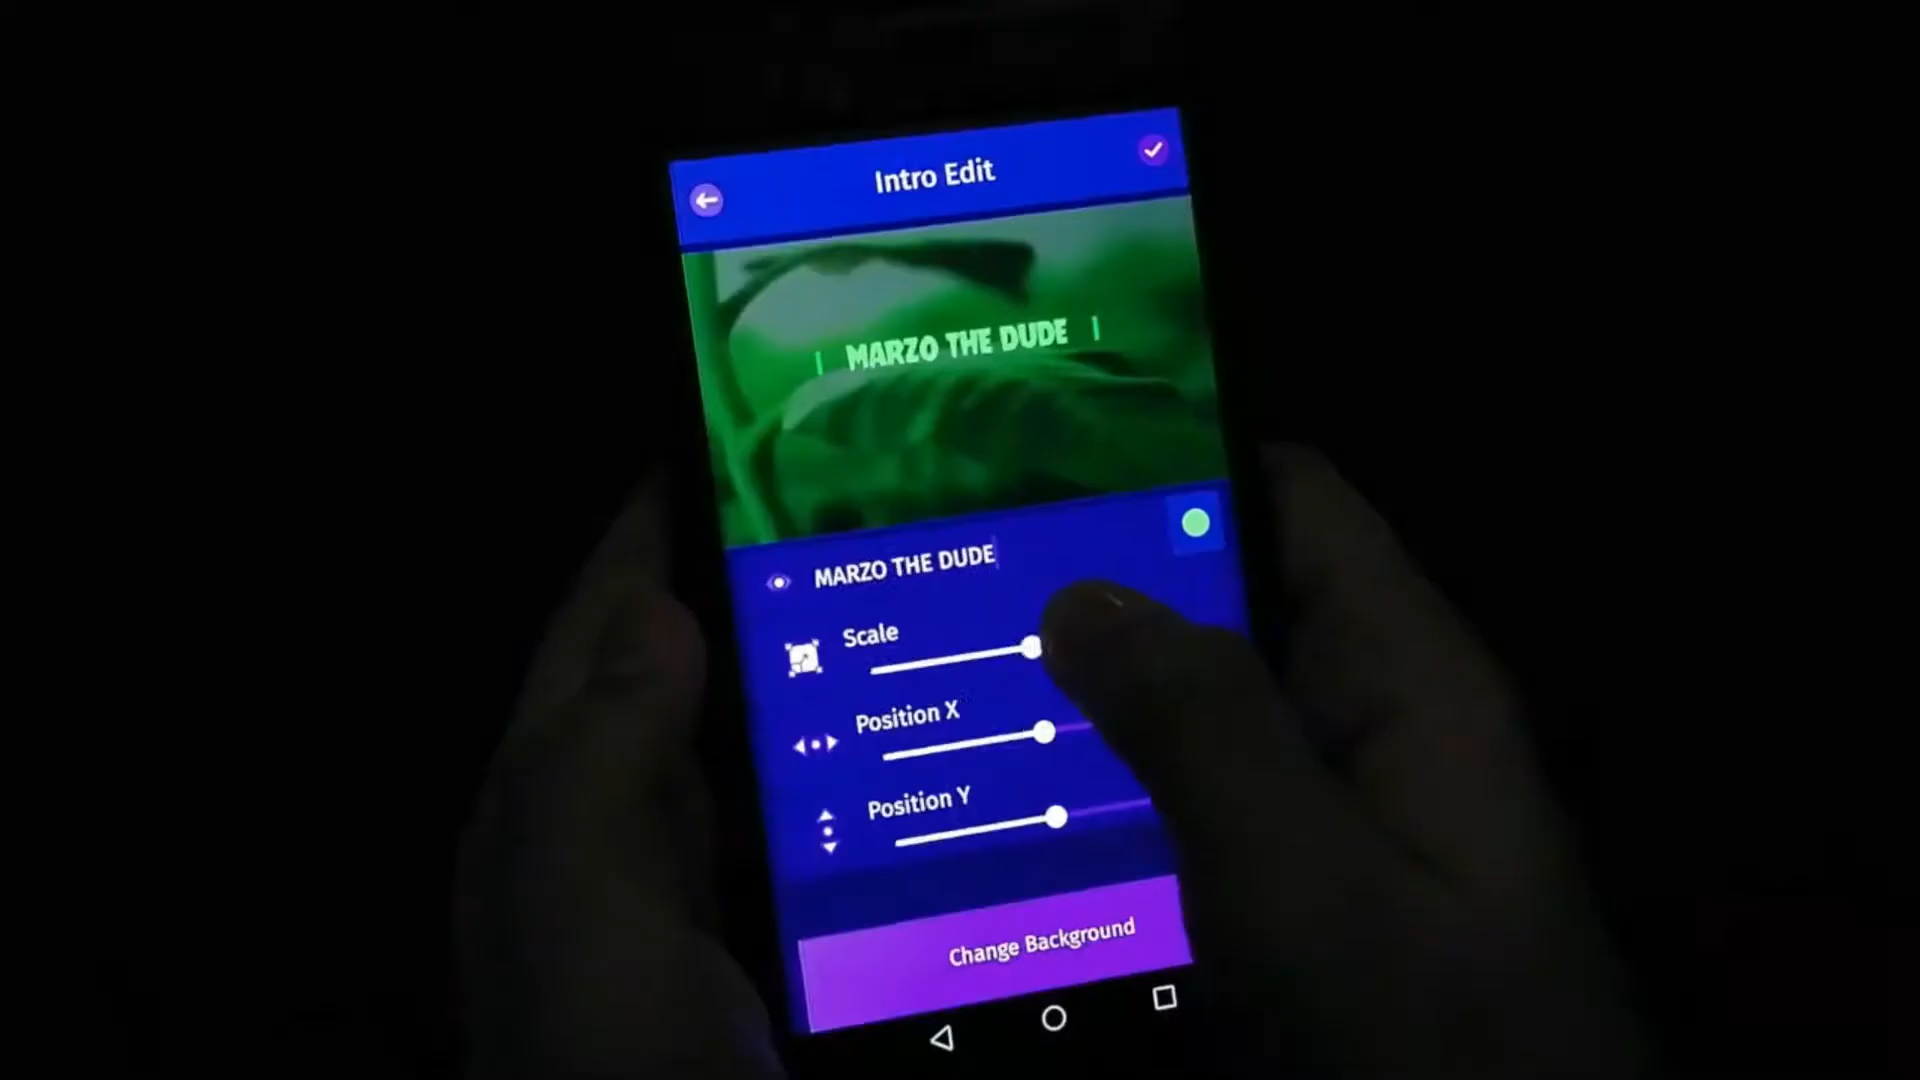 Intro Edit
MARZO THE DUDE
MARZO THE DUDE
Scale
Position X
Position Y
Change Background